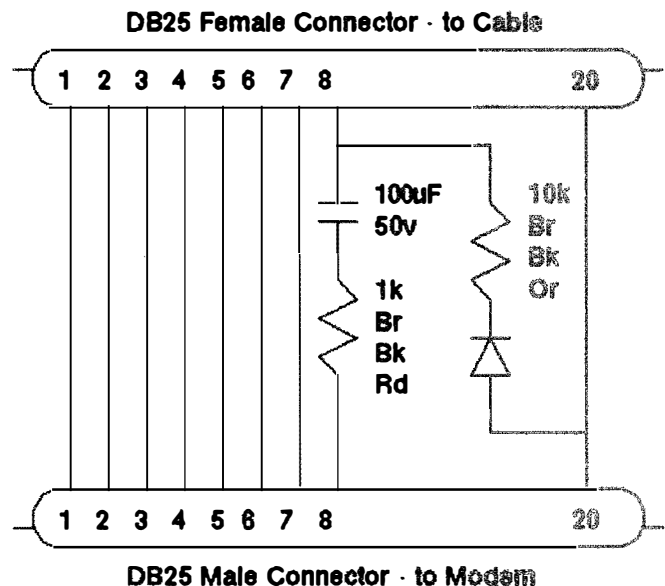 DB25 Female Connector - to Cable
1 2 3 4 5 6 7 8 20
100uF
50v
10k
Br
Bk
Or
1k
Br
Bk
Rd
1 2 3 4 5 6 7 8 20
DB25 Male Connector - to Modem